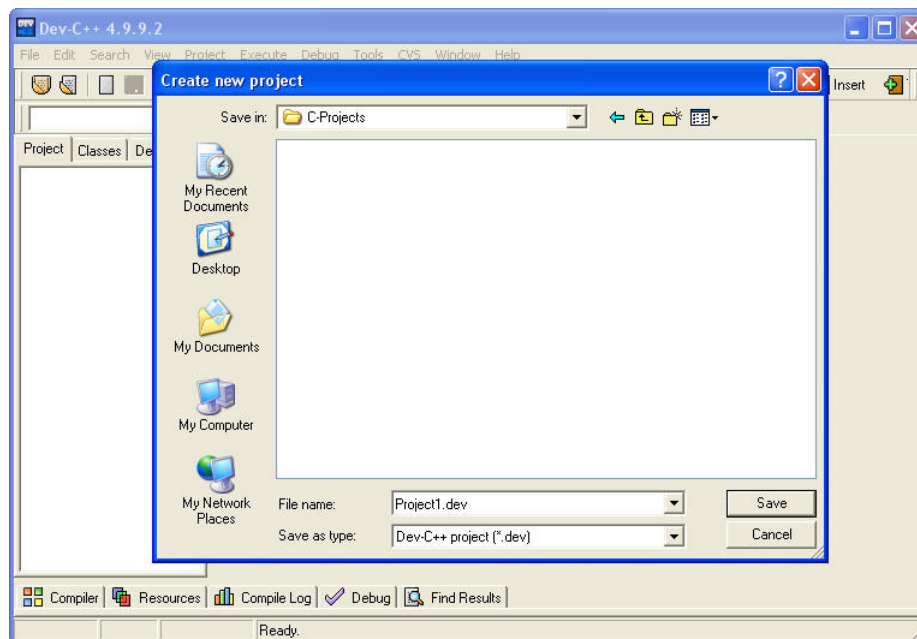 Dev-C++ 4.9.9.2
File Edit Search View Project Execute Debug Tools CVS Window Help
Create new project
Insert
Save in: C-Projects
Project Classes De
My Recent
Documents
Desktop
My Documents
My Computer
My Network
Places
File name: Project1.dev Save
Save as type: Dev-C++ project (*.dev) Cancel
Compiler Resources Compile Log Debug Find Results
Ready.